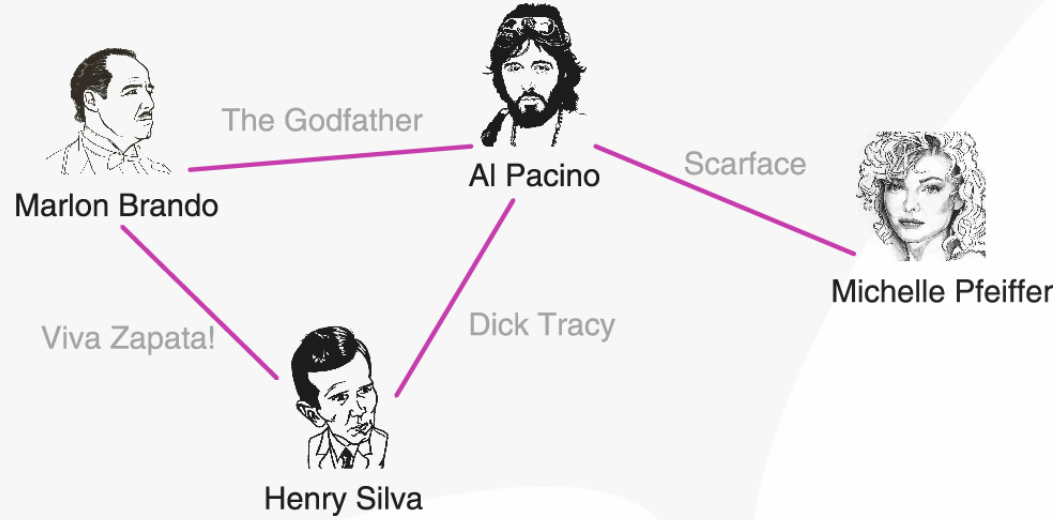 The Godfather
Al Pacino
Scarface
Marlon Brando
Michelle Pfeiffer
Viva Zapata!
Dick Tracy
Henry Silva